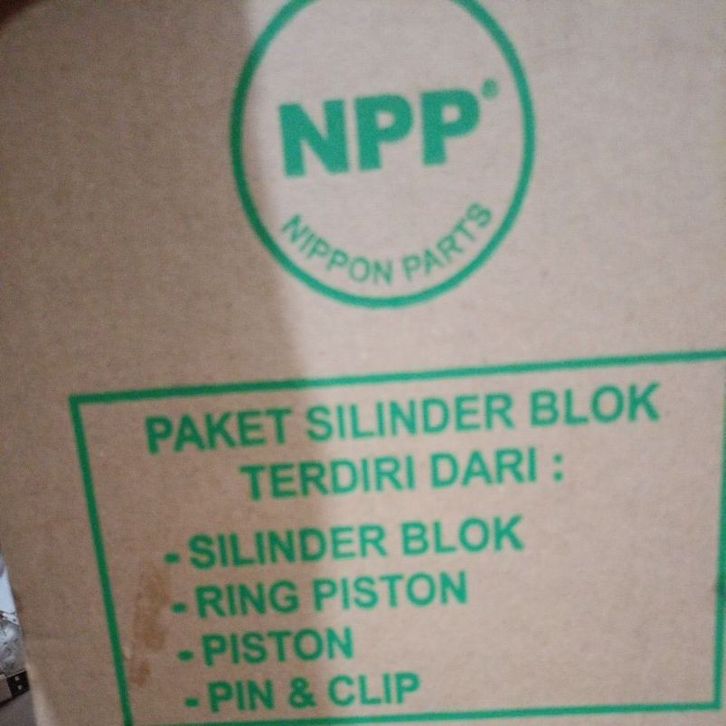 NPP®
NIPPON PARTS
PAKET SILINDER BLOK
TERDIRI DARI :
- SILINDER BLOK
- RING PISTON
- PISTON
- PIN & CLIP